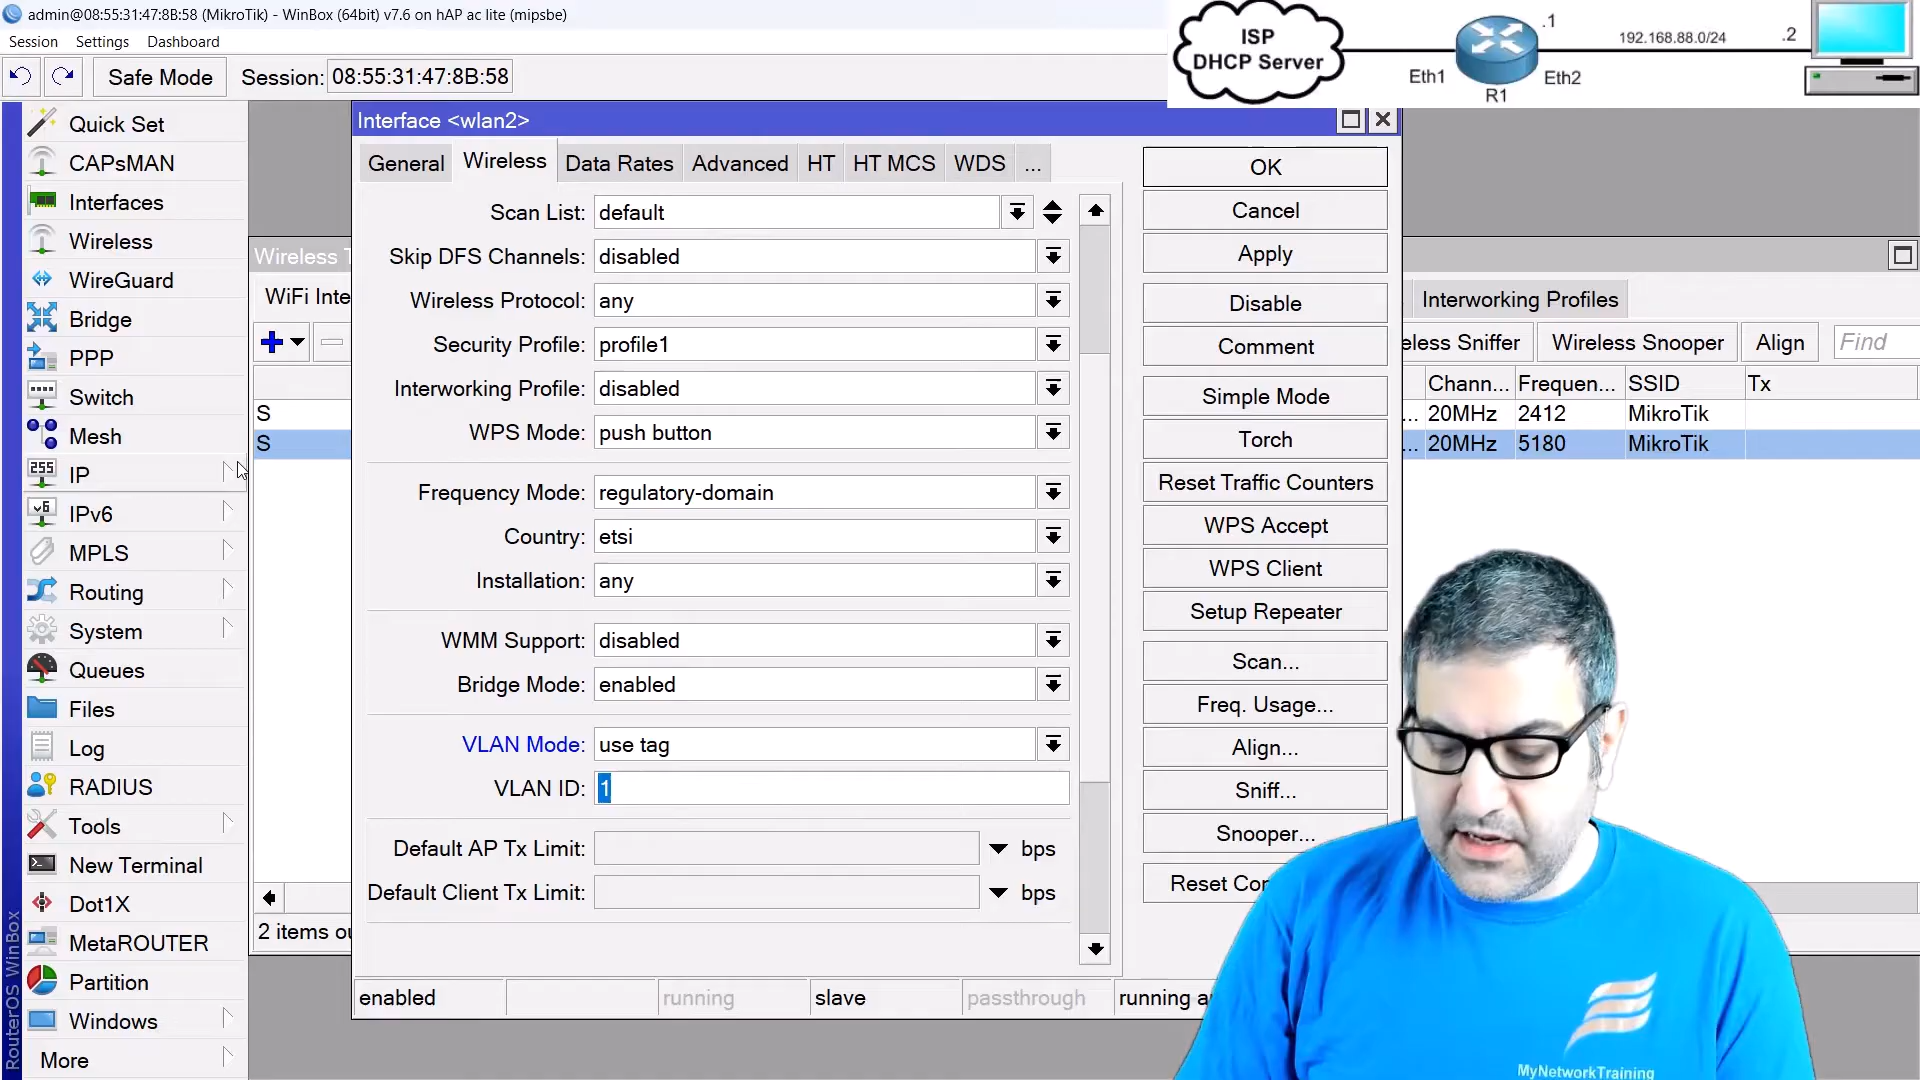 admin@08:55:31:47:8B:58 (MikroTik) - WinBox (64bit) v7.6 on hAP ac lite (mipsbe)
Session Settings Dashboard
Safe Mode Session: 08:55:31:47:8B:58
ISP
DHCP Server
Eth1
R1
.1
Eth2
192.168.88.0/24
.2
Quick Set
CAPsMAN
Interfaces
Wireless
WireGuard
Bridge
PPP
Switch
Mesh
IP
IPv6
MPLS
Routing
System
Queues
Files
Log
RADIUS
Tools
New Terminal
Dot1X
MetaROUTER
Partition
Windows
More
RouterOS WinBox
255
v6
Wireless T
WiFi Inte
S
S
2 items ou
Interface <wlan2>
General Wireless Data Rates Advanced HT HT MCS WDS ...
Scan List: default
Skip DFS Channels: disabled
Wireless Protocol: any
Security Profile: profile1
Interworking Profile: disabled
WPS Mode: push button
Frequency Mode: regulatory-domain
Country: etsi
Installation: any
WMM Support: disabled
Bridge Mode: enabled
VLAN Mode: use tag
VLAN ID: 1
Default AP Tx Limit: bps
Default Client Tx Limit: bps
enabled running slave passthrough running a
OK
Cancel
Apply
Disable
Comment
Simple Mode
Torch
Reset Traffic Counters
WPS Accept
WPS Client
Setup Repeater
Scan...
Freq. Usage...
Align...
Sniff...
Snooper...
Reset Co
Interworking Profiles
eless Sniffer Wireless Snooper Align Find
Chann... Frequen... SSID Tx
... 20MHz 2412 MikroTik
... 20MHz 5180 MikroTik
MyNetworkTraining